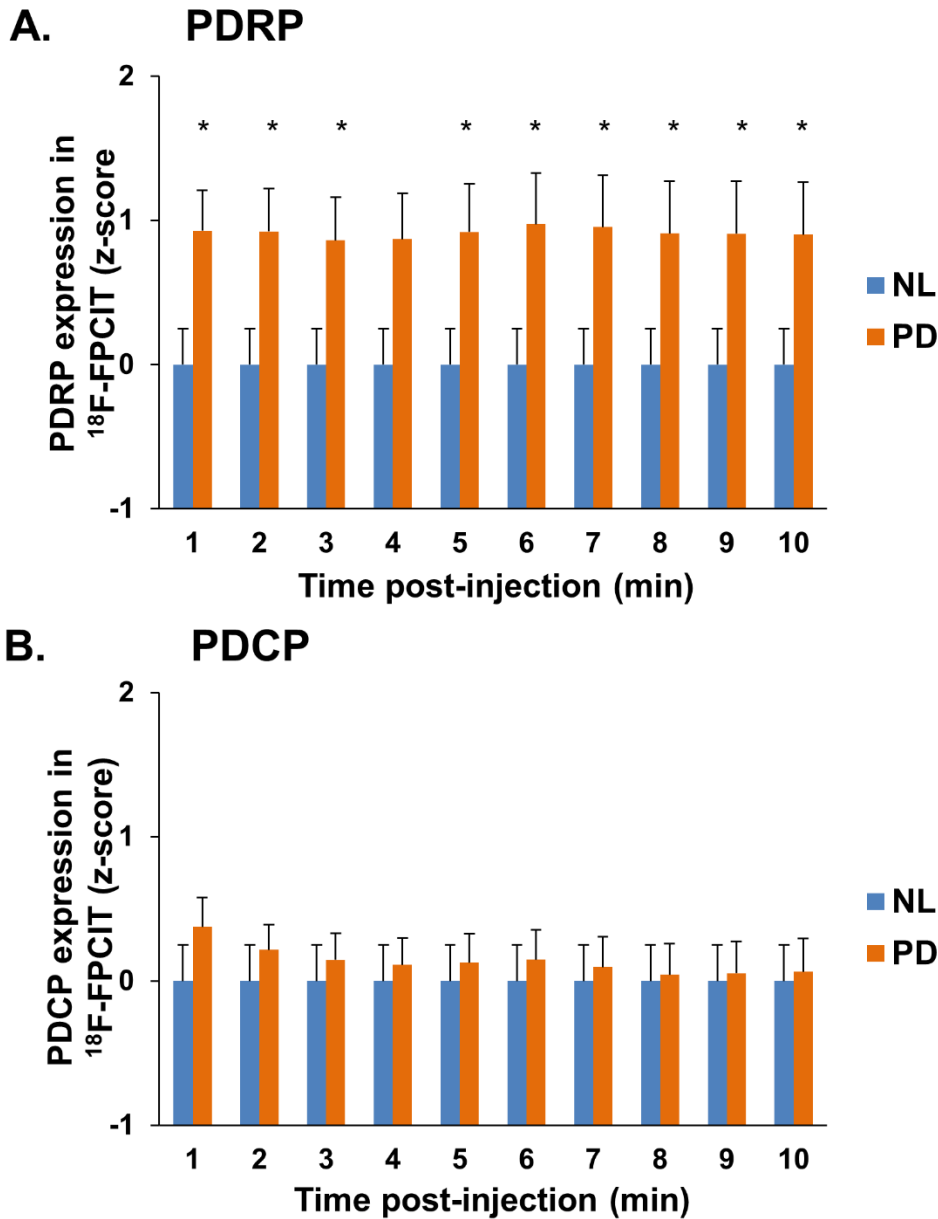 A. PDRP
PDRP expression in
¹⁸F-FPCIT (z-score
2
1
0
-1
* * * * * * * * *
1 2 3 4 5 6 7 8 9 10
Time post-injection (min)
NL
PD
B. PDCP
PDCP expression in
¹⁸F-FPCIT (z-score)
2
1
0
-1
1 2 3 4 5 6 7 8 9 10
Time post-injection (min)
NL
PD